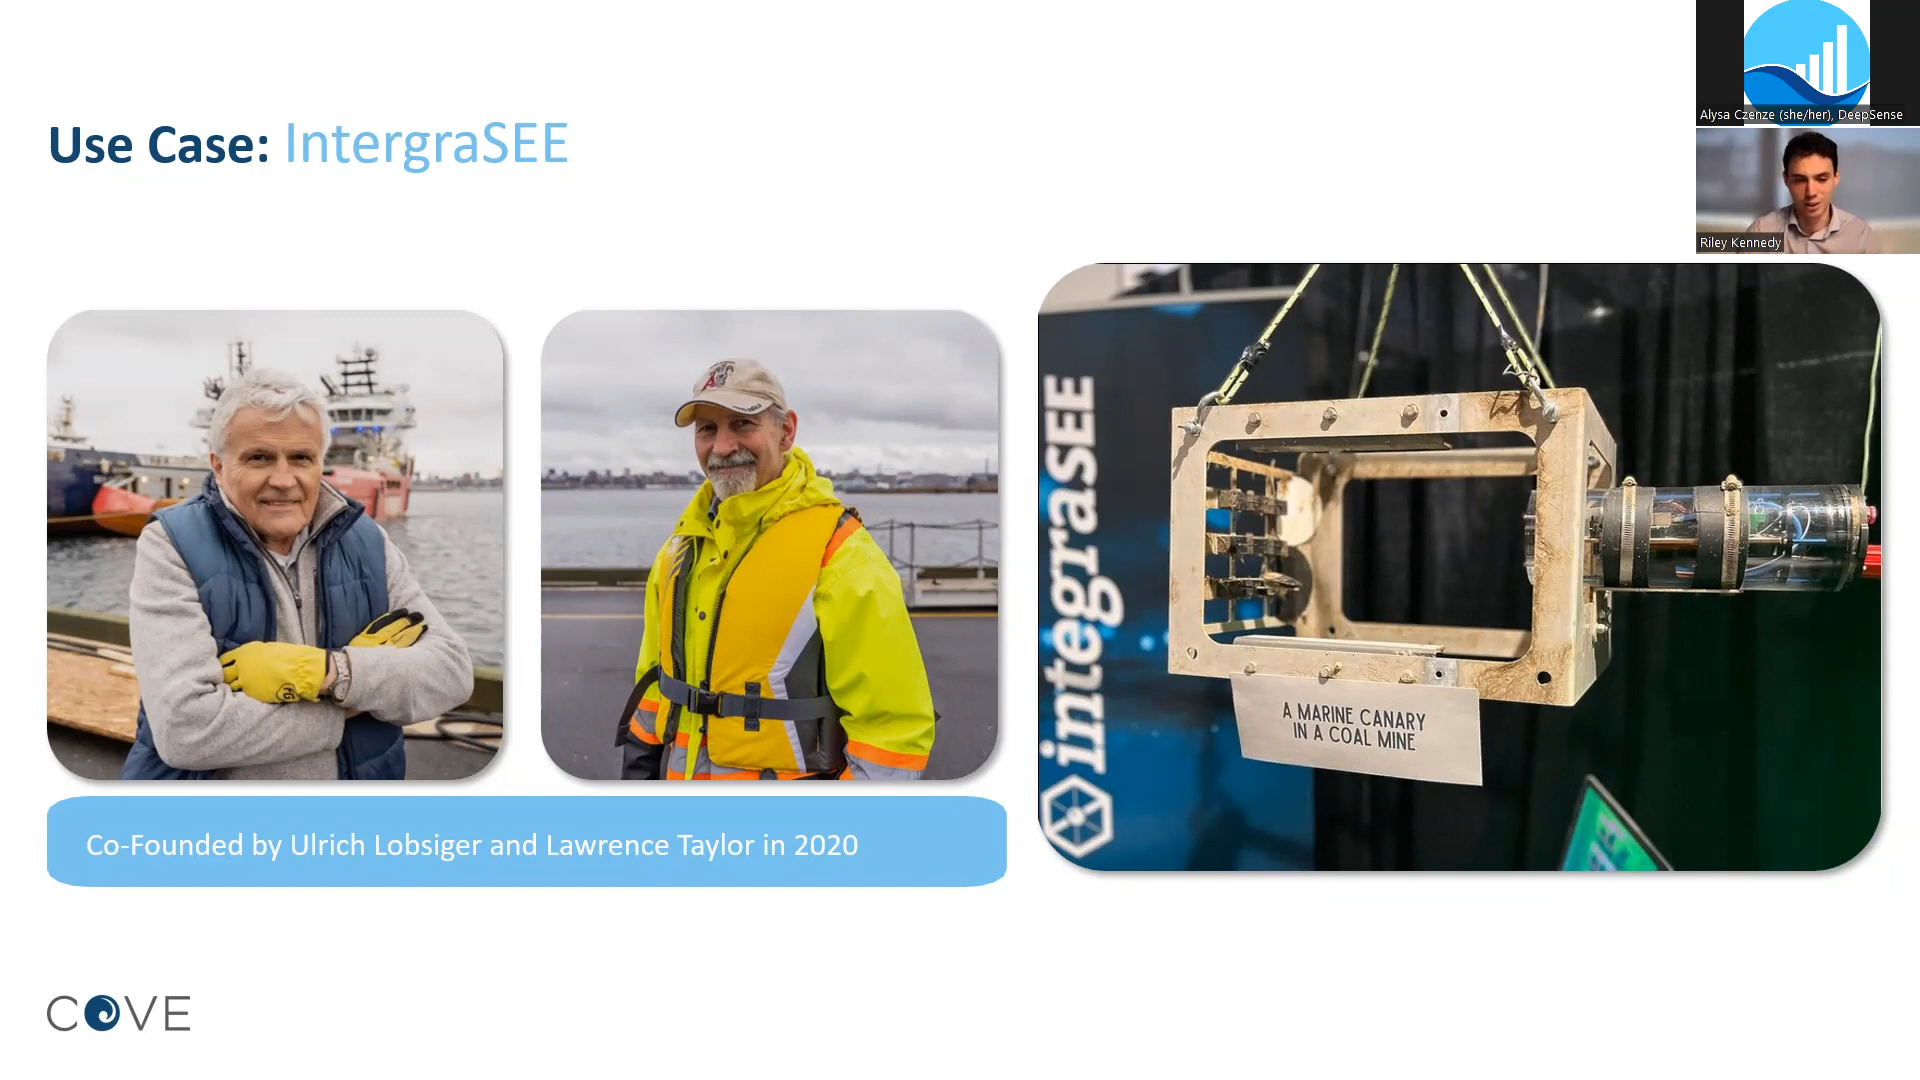 Use Case: IntergraSEE
Alysa Czenze (she/her), DeepSense
Riley Kennedy
integraSEE
A MARINE CANARY
IN A COAL MINE
Co-Founded by Ulrich Lobsiger and Lawrence Taylor in 2020
COVE